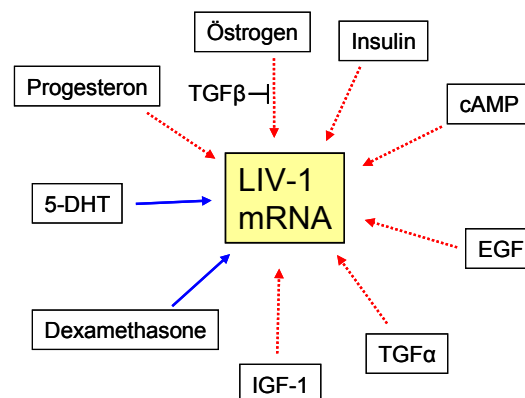 Östrogen
Insulin
TGFβ
Progesteron
cAMP
LIV-1
mRNA
5-DHT
EGF
Dexamethasone
TGFα
IGF-1